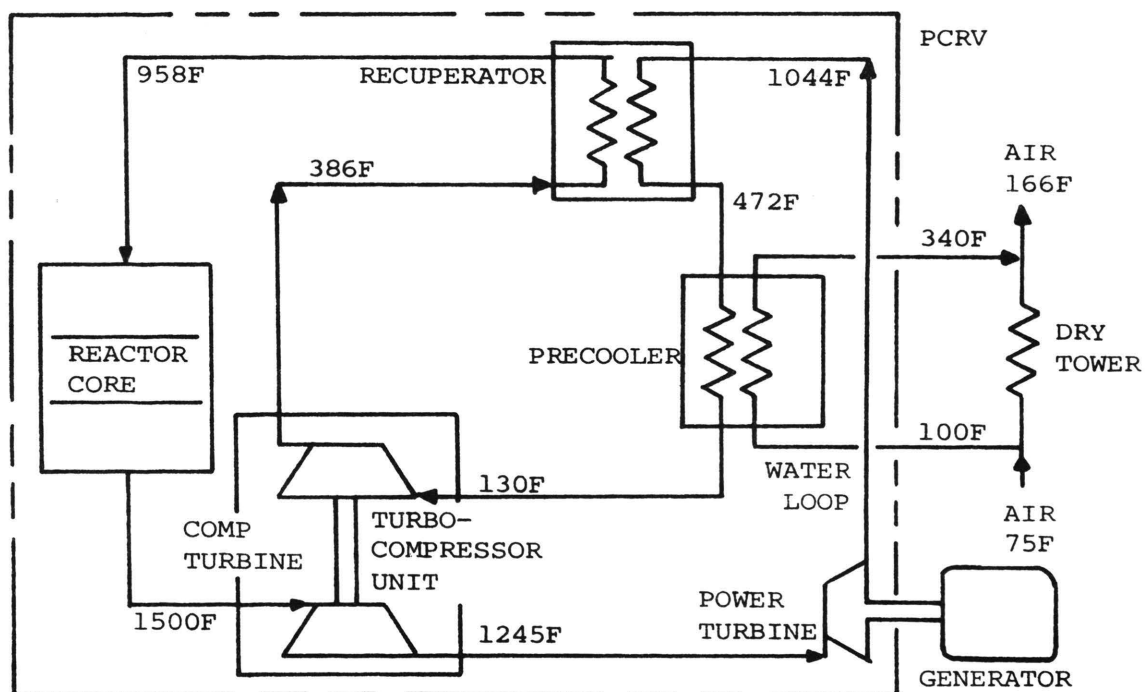 PCRV
958F
RECUPERATOR
1044F
AIR
166F
386F
472F
340F
REACTOR
CORE
PRECOOLER
DRY
TOWER
100F
130F
WATER
LOOP
COMP
TURBINE
TURBO-
COMPRESSOR
UNIT
AIR
75F
1500F
1245F
POWER
TURBINE
GENERATOR